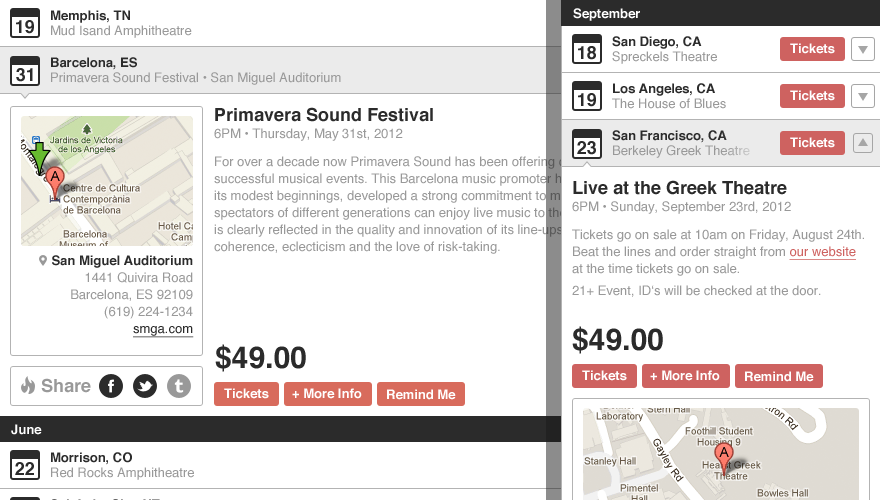 19
Memphis, TN
Mud Isand Amphitheatre
31
Barcelona, ES
Primavera Sound Festival • San Miguel Auditorium
Jardins de Victoria
de los Angeles
A
Centre de Cultura
Contemporània
de Barcelona
Hotel Ca
Cam
Barcelona
Museum of
San Miguel Auditorium
1441 Quivira Road
Barcelona, ES 92109
(619) 224-1234
smga.com
Share
Primavera Sound Festival
6PM • Thursday, May 31st, 2012
For over a decade now Primavera Sound has been offering
successful musical events. This Barcelona music promoter h
its modest beginnings, developed a strong commitment to m
spectators of different generations can enjoy live music to the
is clearly reflected in the quality and innovation of its line-ups
coherence, eclecticism and the love of risk-taking.
$49.00
Tickets
+ More Info
Remind Me
June
22
Morrison, CO
Red Rocks Amphitheatre
September
18
San Diego, CA
Spreckels Theatre
Tickets
19
Los Angeles, CA
The House of Blues
Tickets
23
San Francisco, CA
Berkeley Greek Theatre
Tickets
Live at the Greek Theatre
6PM • Sunday, September 23rd, 2012
Tickets go on sale at 10am on Friday, August 24th.
Beat the lines and order straight from our website
at the time tickets go on sale.
21+ Event, ID's will be checked at the door.
$49.00
Tickets
+ More Info
Remind Me
Laboratory
Stern Hall
Foothill Student
Housing 9
Gayley Rd
A
Hearst Greek
Theatre
Stanley Hall
Pimentel
Hall
Bowles Hall